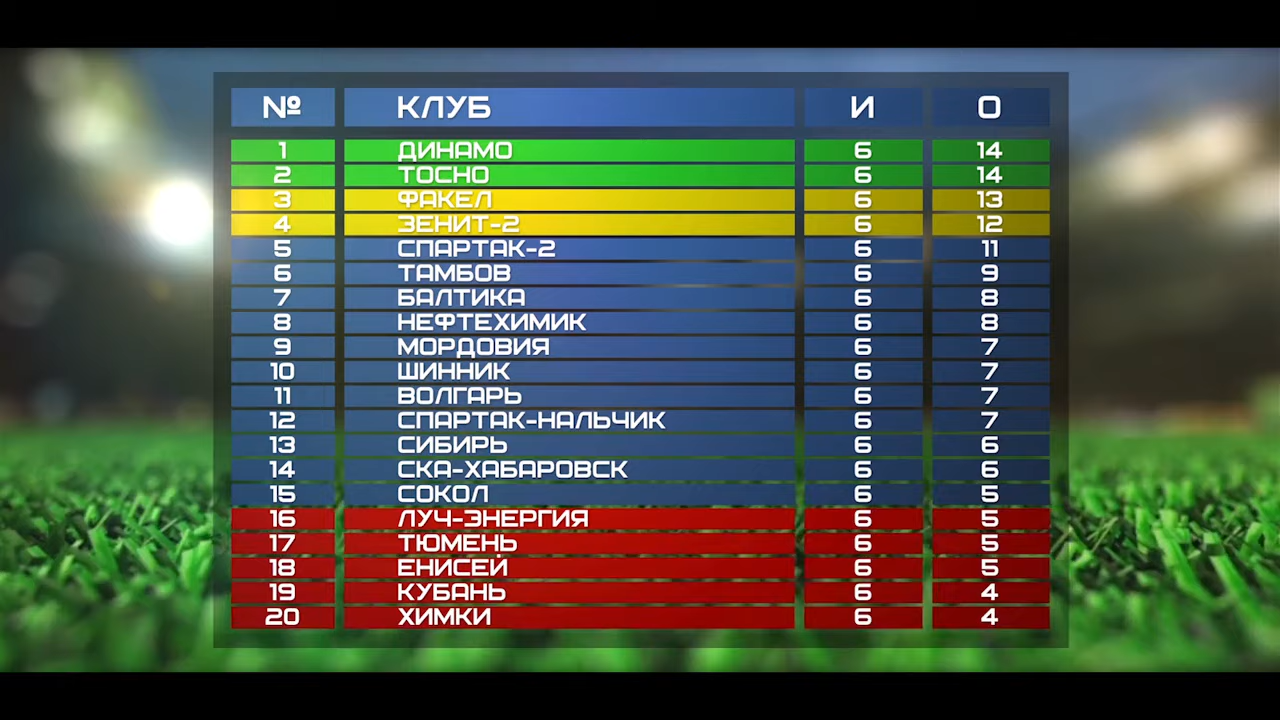 № КЛУБ И О
1 ДИНАМО 6 14
2 ТОСНО 6 14
3 ФАКЕЛ 6 13
4 ЗЕНИТ-2 6 12
5 СПАРТАК-2 6 11
6 ТАМБОВ 6 9
7 БАЛТИКА 6 8
8 НЕФТЕХИМИК 6 8
9 МОРДОВИЯ 6 7
10 ШИННИК 6 7
11 ВОЛГАРЬ 6 7
12 СПАРТАК-НАЛЬЧИК 6 7
13 СИБИРЬ 6 6
14 СКА-ХАБАРОВСК 6 6
15 СОКОЛ 6 5
16 ЛУЧ-ЭНЕРГИЯ 6 5
17 ТЮМЕНЬ 6 5
18 ЕНИСЕЙ 6 5
19 КУБАНЬ 6 4
20 ХИМКИ 6 4